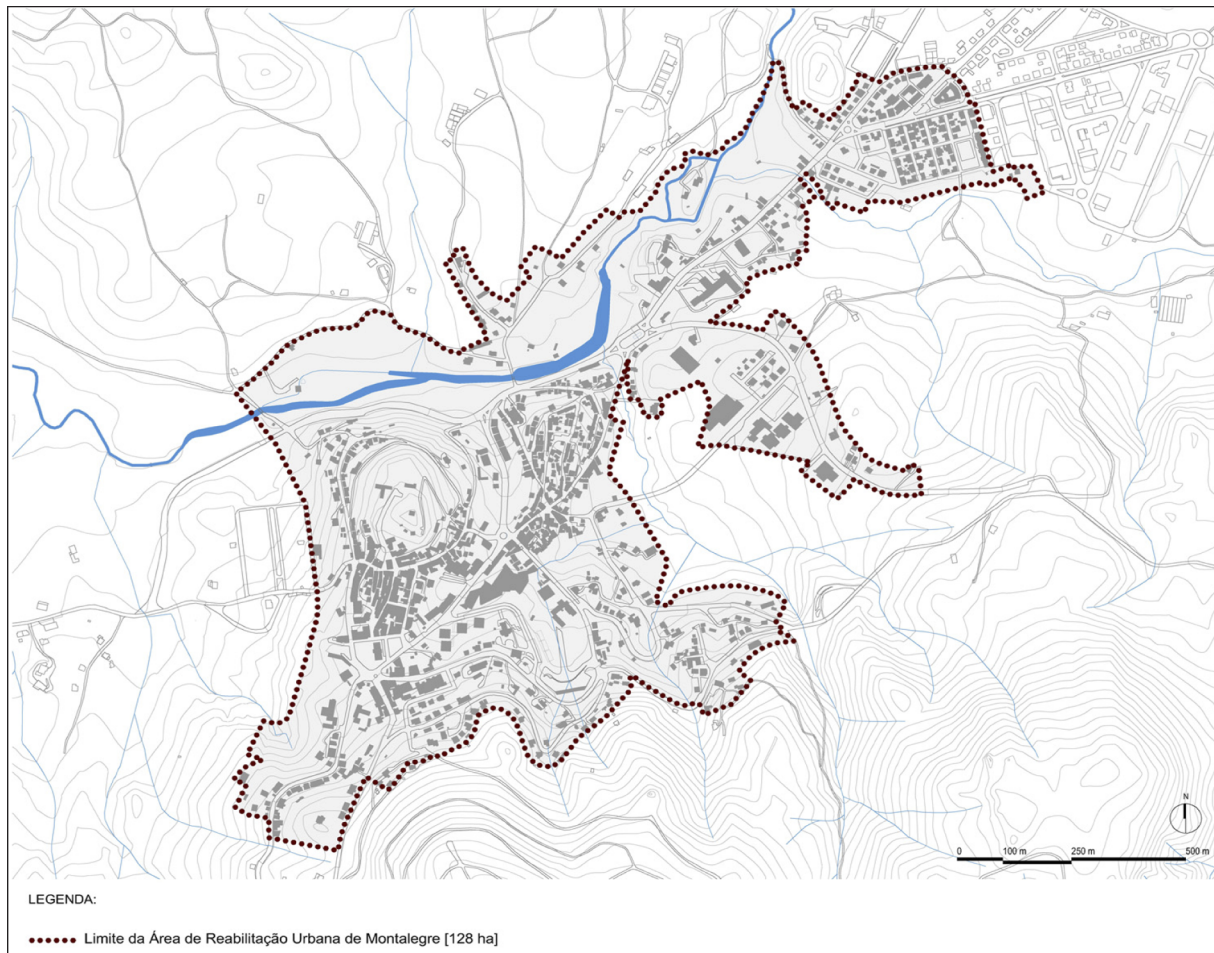 N
0 100 m 250 m 500 m
LEGENDA:
Limite da Área de Reabilitação Urbana de Montalegre [128 ha]